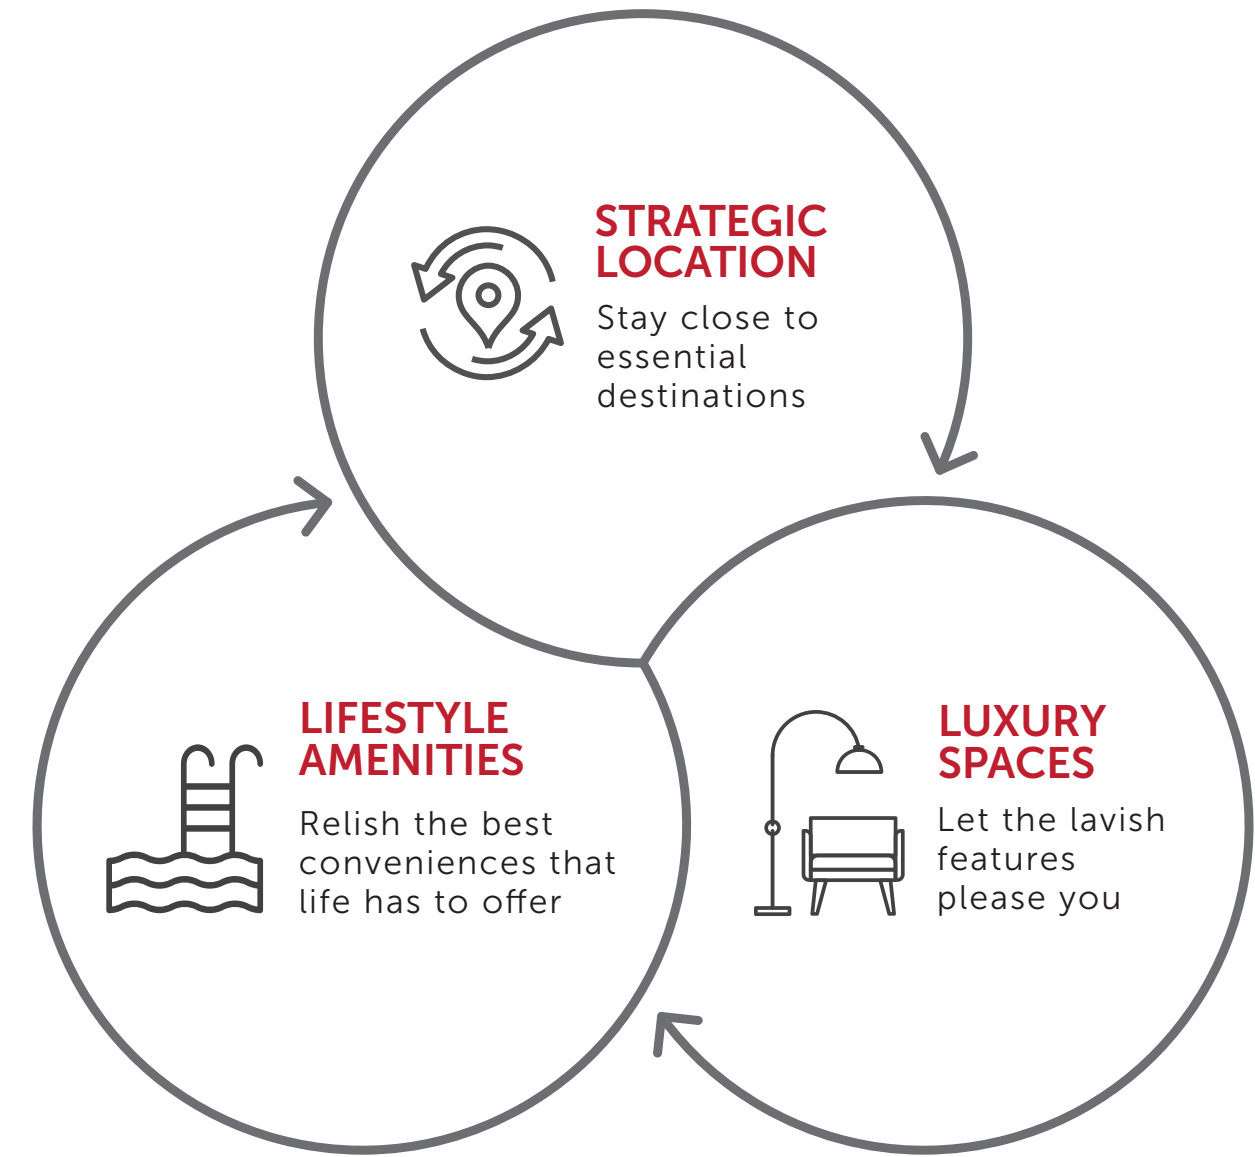 STRATEGIC
LOCATION
Stay close to
essential
destinations
LIFESTYLE
AMENITIES
Relish the best
conveniences that
life has to offer
LUXURY
SPACES
Let the lavish
features
please you